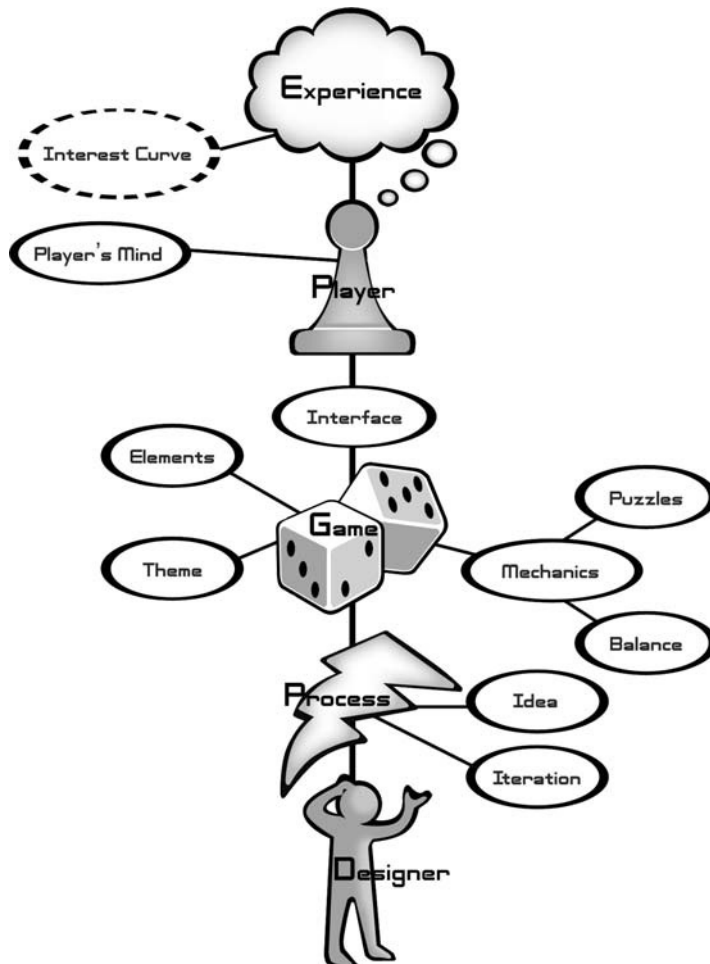 Experience
Interest Curve
Player's Mind
Player
Interface
Elements
Game
Puzzles
Theme
Mechanics
Balance
Process
Idea
Iteration
Designer